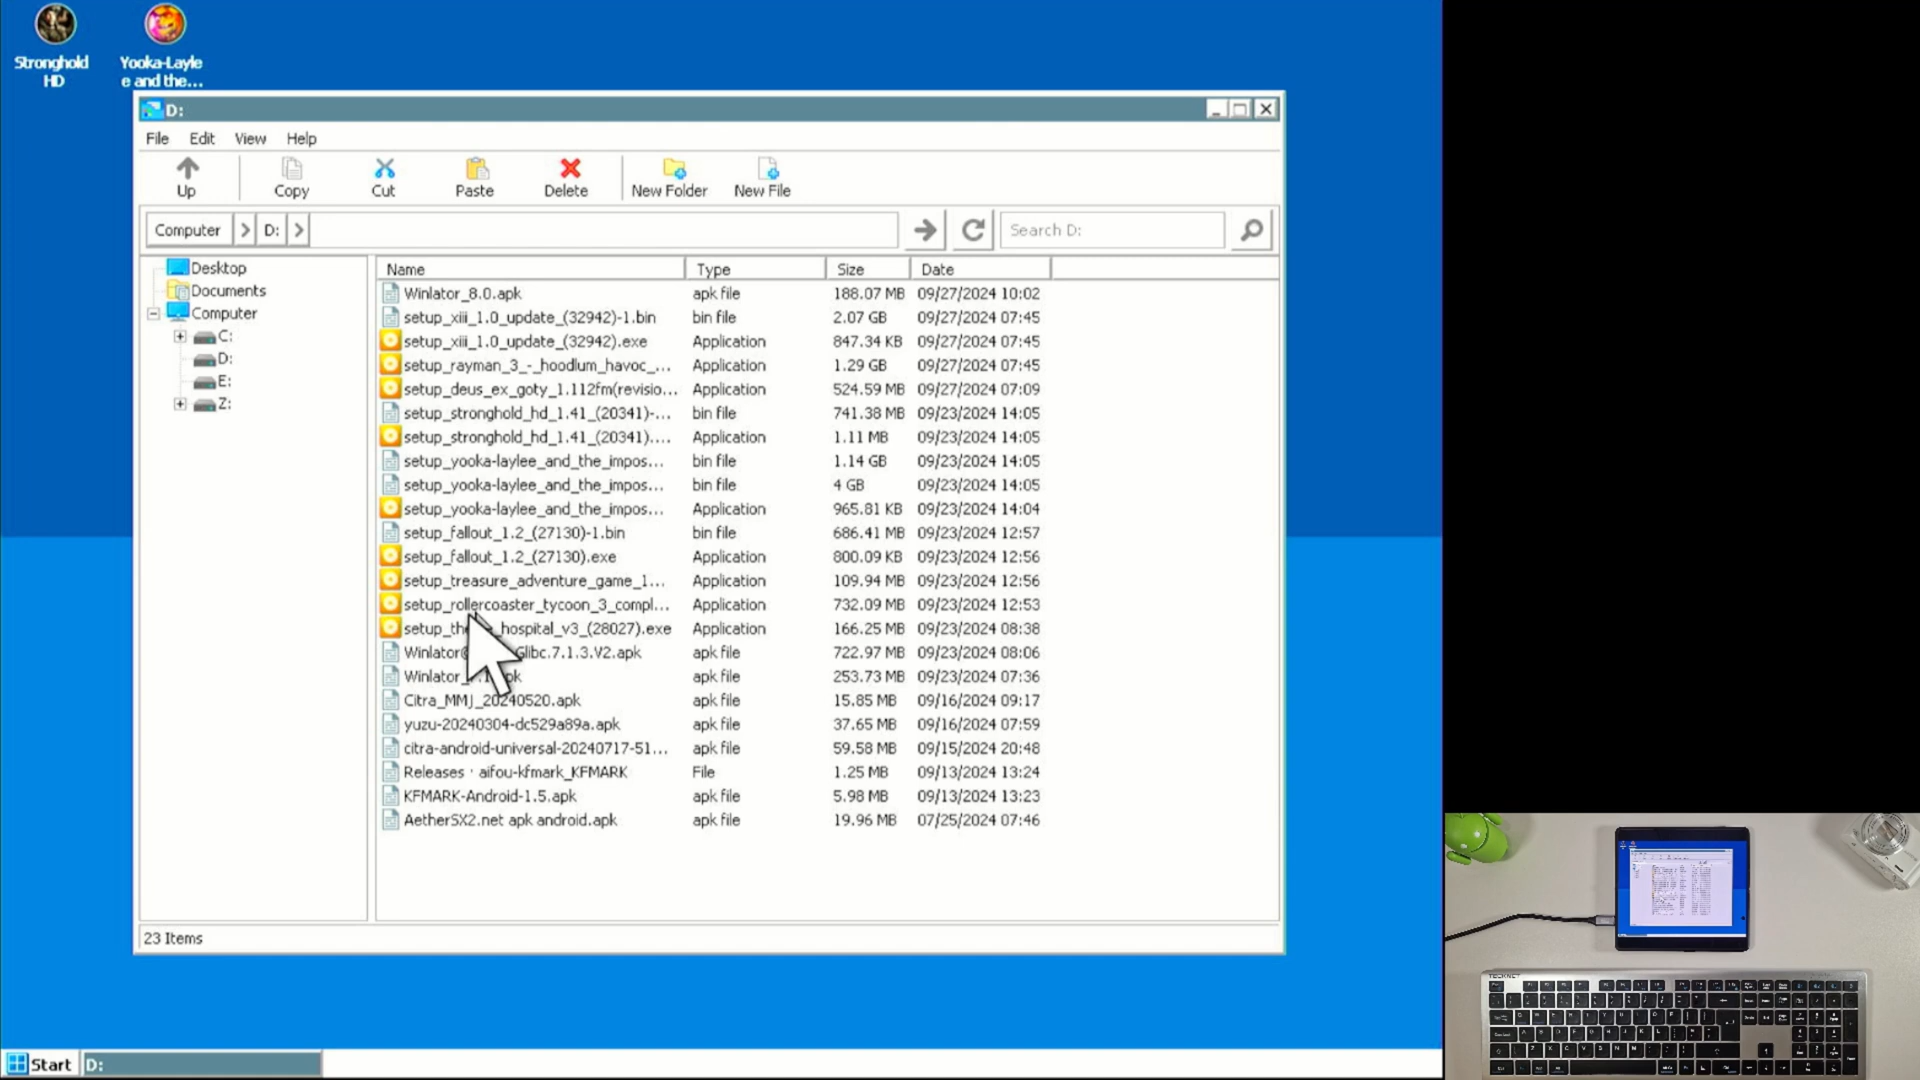 Stronghold
HD
Yooka-Layle
e and the...
D:
File Edit View Help
Up Copy Cut Paste Delete New Folder New File
Computer > D: > Search D:
Desktop
Documents
Computer
C:
D:
E:
Z:
Name Type Size Date
Winlator_8.0.apk apk file 188.07 MB 09/27/2024 10:02
setup_xiii_1.0_update_(32942)-1.bin bin file 2.07 GB 09/27/2024 07:45
setup_xiii_1.0_update_(32942).exe Application 847.34 KB 09/27/2024 07:45
setup_rayman_3_-_hoodlum_havoc_... Application 1.29 GB 09/27/2024 07:45
setup_deus_ex_goty_1.112fm(revisio... Application 524.59 MB 09/27/2024 07:09
setup_stronghold_hd_1.41_(20341)-... bin file 741.38 MB 09/23/2024 14:05
setup_stronghold_hd_1.41_(20341).... Application 1.11 MB 09/23/2024 14:05
setup_yooka-laylee_and_the_impos... bin file 1.14 GB 09/23/2024 14:05
setup_yooka-laylee_and_the_impos... bin file 4 GB 09/23/2024 14:05
setup_yooka-laylee_and_the_impos... Application 965.81 KB 09/23/2024 14:04
setup_fallout_1.2_(27130)-1.bin bin file 686.41 MB 09/23/2024 12:57
setup_fallout_1.2_(27130).exe Application 800.09 KB 09/23/2024 12:56
setup_treasure_adventure_game_1... Application 109.94 MB 09/23/2024 12:56
setup_rollercoaster_tycoon_3_compl... Application 732.09 MB 09/23/2024 12:53
setup_th hospital_v3_(28027).exe Application 166.25 MB 09/23/2024 08:38
Winlator Glibc.7.1.3.V2.apk apk file 722.97 MB 09/23/2024 08:06
Winlator_ apk file 253.73 MB 09/23/2024 07:36
Citra_MMJ_20240520.apk apk file 15.85 MB 09/16/2024 09:17
yuzu-20240304-dc529a89a.apk apk file 37.65 MB 09/16/2024 07:59
citra-android-universal-20240717-51... apk file 59.58 MB 09/15/2024 20:48
Releases · aifou-kfmark_KFMARK File 1.25 MB 09/13/2024 13:24
KFMARK-Android-1.5.apk apk file 5.98 MB 09/13/2024 13:23
AetherSX2.net apk android.apk apk file 19.96 MB 07/25/2024 07:46
23 Items
Start D:
TECKNET